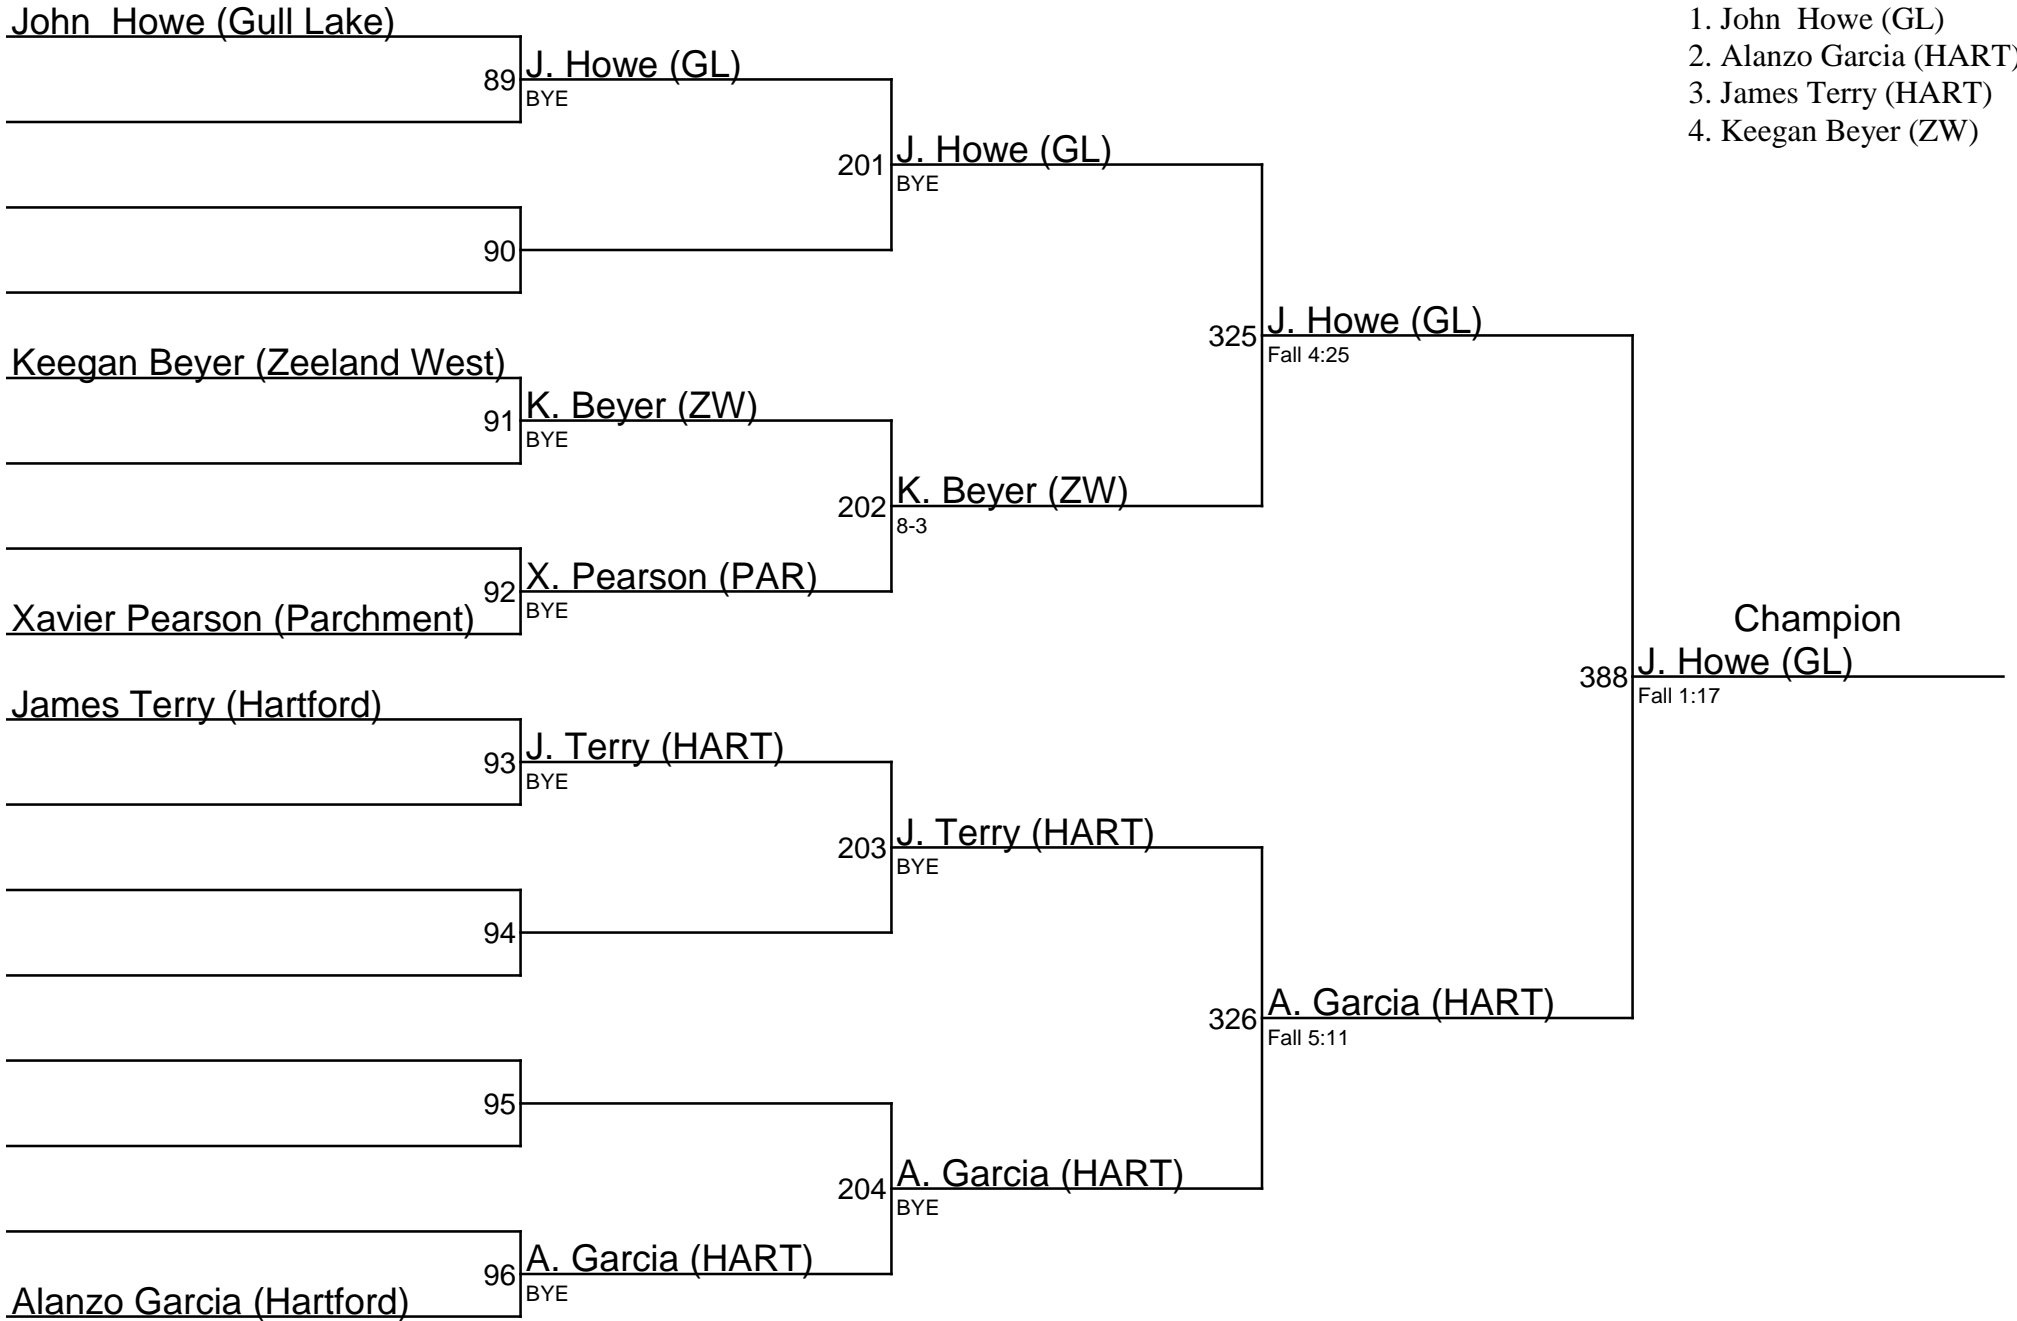 John  Howe (Gull Lake)
89
J. Howe (GL)
BYE
201
J. Howe (GL)
BYE
90
325
J. Howe (GL)
Fall 4:25
Keegan Beyer (Zeeland West)
91
K. Beyer (ZW)
BYE
202
K. Beyer (ZW)
8-3
92
X. Pearson (PAR)
BYE
Xavier Pearson (Parchment)
Champion
388
J. Howe (GL)
Fall 1:17
James Terry (Hartford)
93
J. Terry (HART)
BYE
203
J. Terry (HART)
BYE
94
326
A. Garcia (HART)
Fall 5:11
95
204
A. Garcia (HART)
BYE
96
A. Garcia (HART)
BYE
Alanzo Garcia (Hartford)
1. John  Howe (GL)
2. Alanzo Garcia (HART)
3. James Terry (HART)
4. Keegan Beyer (ZW)